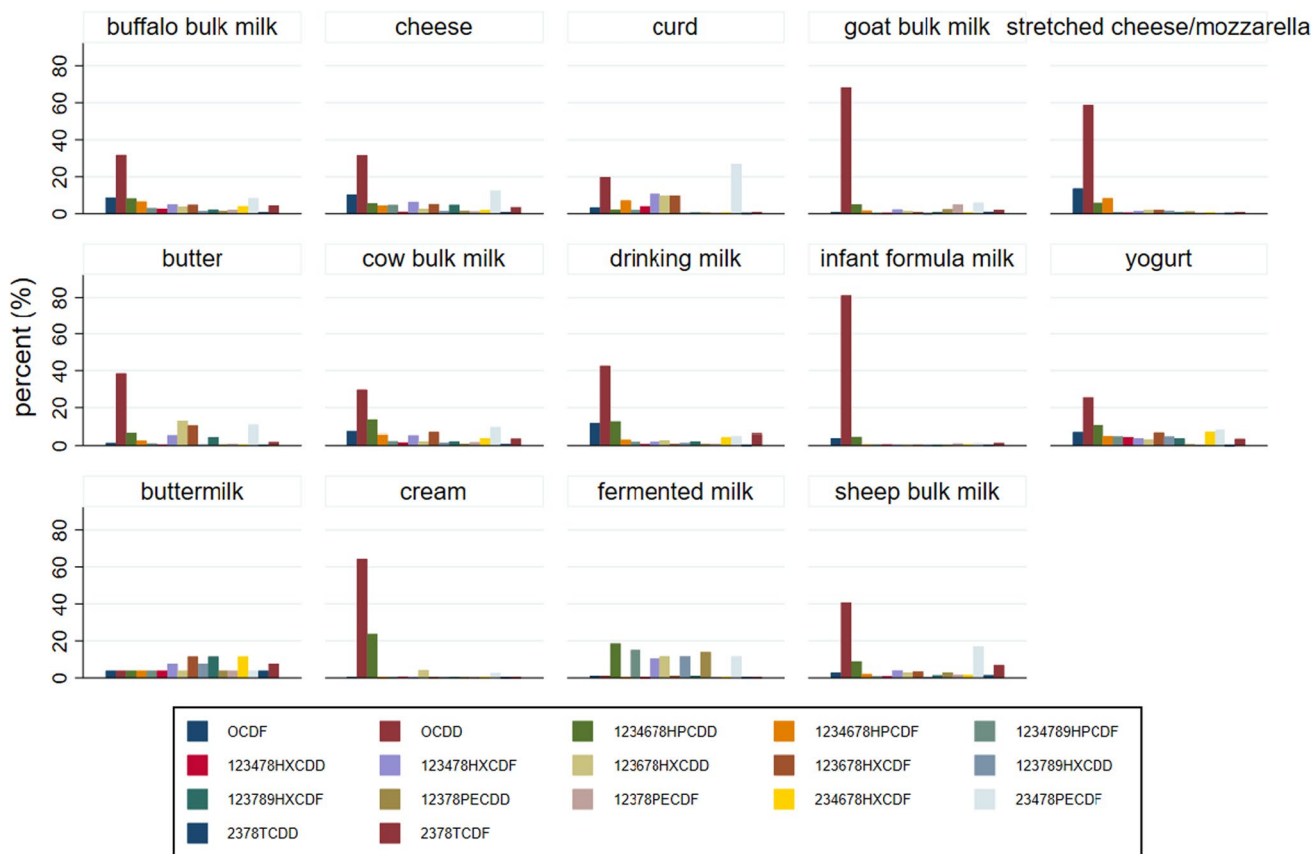 buffalo bulk milk cheese curd goat bulk milk stretched cheese/mozzarella
80
60
40
20
0
butter cow bulk milk drinking milk infant formula milk yogurt
percent (%)
80
60
40
20
0
buttermilk cream fermented milk sheep bulk milk
80
60
40
20
0
OCDF OCDD 1234678HPCDD 1234678HPCDF 1234789HPCDF
123478HXCDD 123478HXCDF 123678HXCDD 123678HXCDF 123789HXCDD
123789HXCDF 12378PECDD 12378PECDF 234678HXCDF 23478PECDF
2378TCDD 2378TCDF